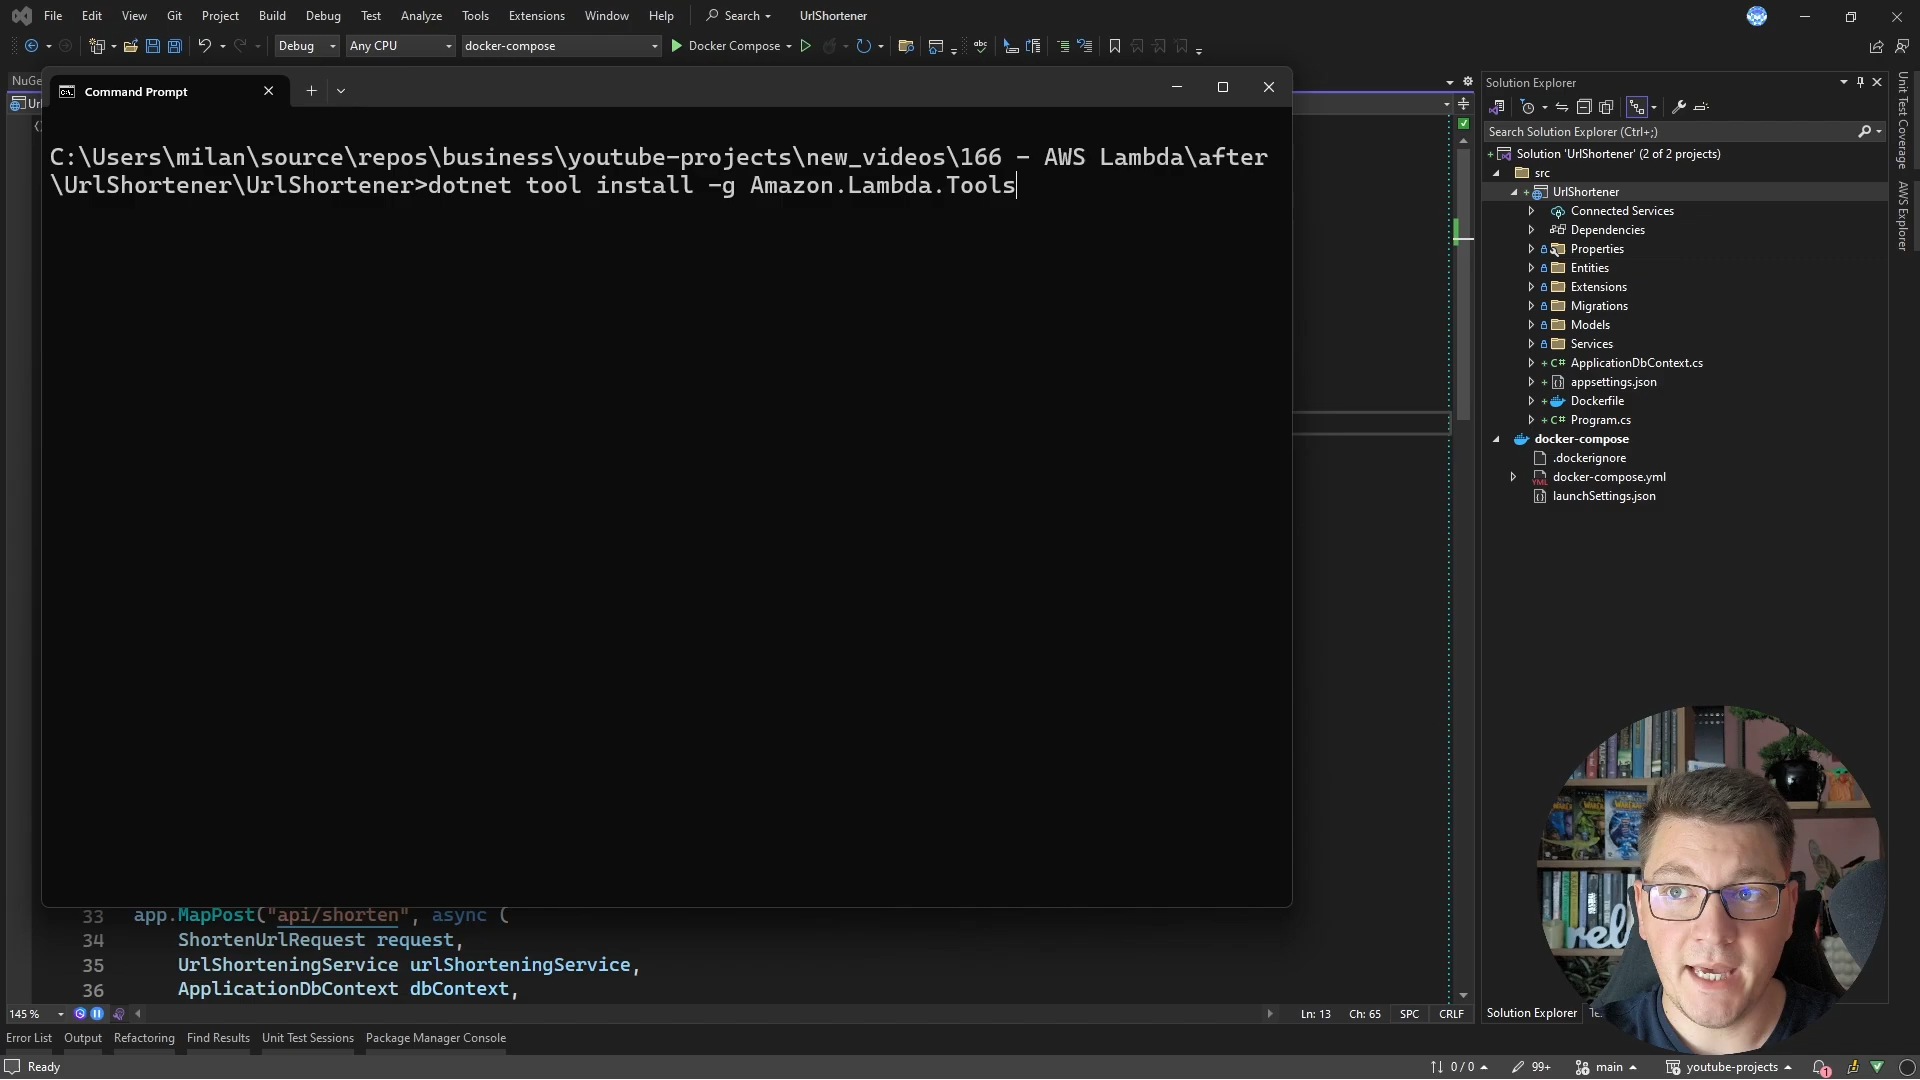 File Edit View Git Project Build Debug Test Analyze Tools Extensions Window Help Search UrlShortener
Debug Any CPU docker-compose Docker Compose
Command Prompt
C:\Users\milan\source\repos\business\youtube-projects\new_videos\166 - AWS Lambda\after
\UrlShortener\UrlShortener>dotnet tool install -g Amazon.Lambda.Tools
33 app.MapPost("api/shorten", async (
34 ShortenUrlRequest request,
35 UrlShorteningService urlShorteningService,
36 ApplicationDbContext dbContext,
145 %
Ln: 13 Ch: 65 SPC CRLF
Error List Output Refactoring Find Results Unit Test Sessions Package Manager Console
Ready
0 / 0 99+ main youtube-projects 1
Solution Explorer
Search Solution Explorer (Ctrl+;)
Solution 'UrlShortener' (2 of 2 projects)
src
UrlShortener
Connected Services
Dependencies
Properties
Entities
Extensions
Migrations
Models
Services
ApplicationDbContext.cs
appsettings.json
Dockerfile
Program.cs
docker-compose
.dockerignore
docker-compose.yml
launchSettings.json
Solution Explorer
Unit Test Coverage
AWS Explorer